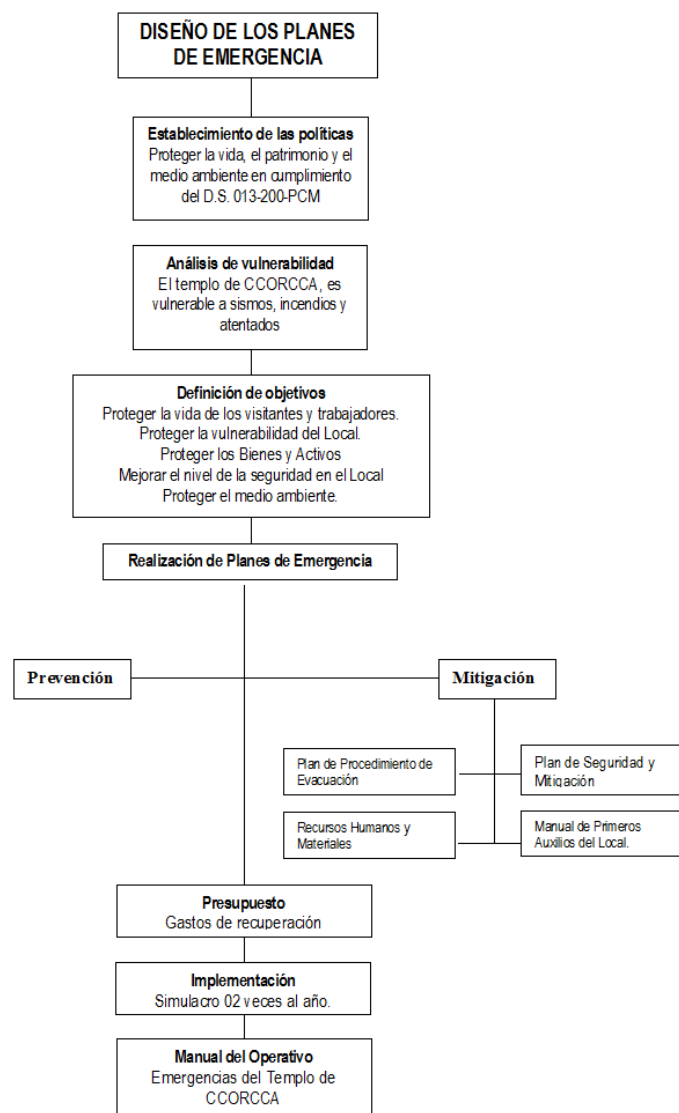 DISEÑO DE LOS PLANES
DE EMERGENCIA
Establecimiento de las políticas
Proteger la vida, el patrimonio y el
medio ambiente en cumplimiento
del D.S. 013-200-PCM
Análisis de vulnerabilidad
El templo de CCORCCA, es
vulnerable a sismos, incendios y
atentados
Definición de objetivos
Proteger la vida de los visitantes y trabajadores.
Proteger la vulnerabilidad del Local.
Proteger los Bienes y Activos
Mejorar el nivel de la seguridad en el Local
Proteger el medio ambiente.
Realización de Planes de Emergencia
Prevención
Mitigación
Plan de Procedimiento de
Evacuación
Plan de Seguridad y
Mitigación
Recursos Humanos y
Materiales
Manual de Primeros
Auxilios del Local.
Presupuesto
Gastos de recuperación
Implementación
Simulacro 02 veces al año.
Manual del Operativo
Emergencias del Templo de
CCORCCA